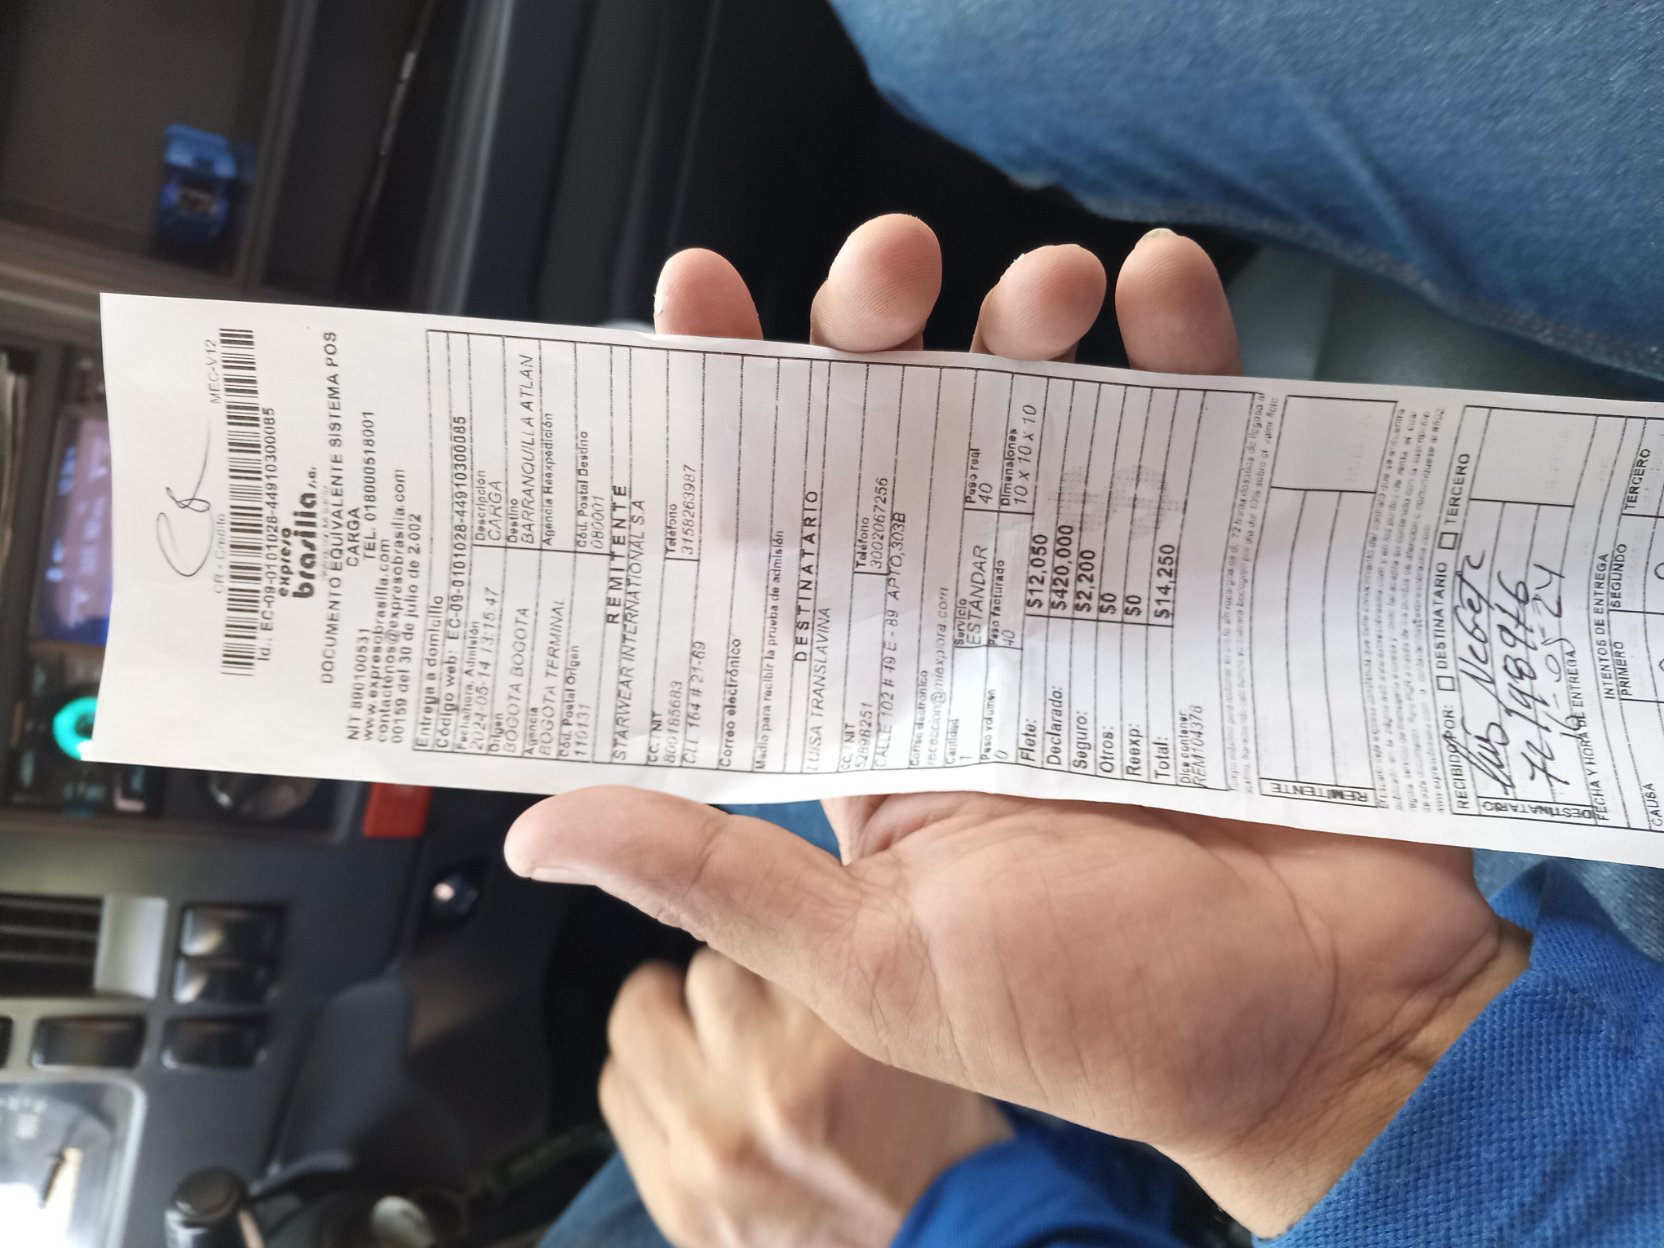 CR - Credito MEC-V12
Id.: EC-09-0101028-44910300085
expreso
brasilia s.a.
DOCUMENTO EQUIVALENTE SISTEMA POS
CARGA
NIT 890100531 TEL. 018000518001
www.expresobrasilia.com
contactenos@expresobrasilia.com
00159 del 30 de julio de 2.002
Entrega a domicilio
Código web: EC-09-0101028-44910300085
Fecha/hora Admisión Descripción
2024-05-14 13:15:47 CARGA
Origen Destino
BOGOTA BOGOTA BARRANQUILLA ATLAN
Agencia Agencia Reexpedición
BOGOTA TERMINAL
Cód. Postal Origen Cód. Postal Destino
110131 080001
REMITENTE
STARWEAR INTERNATIONAL S.A
CC. / NIT Teléfono
800185683 3158263987
CLL 164 # 21-69
Correo electrónico
Medio para recibir la prueba de admisión
DESTINATARIO
LUISA TRANSLAVINA
CC. / NIT Teléfono
52898251 3002067256
CALLE 102 # 49 E - 89 APTO,303B
Correo electrónico
Cantidad Servicio Peso real
1 ESTANDAR 40
Peso volumen Peso facturado Dimensiones
0 40 10 x 10 x 10
Flete: $12,050
Declarado: $420,000
Seguro: $2,200
Otros: $0
Reexp: $0
Total: $14,250
Dice contener
REM104378
REMITENTE
RECIBIDO POR: DESTINATARIO TERCERO
DESTINATARIO
FECHA Y HORA DE ENTREGA
INTENTOS DE ENTREGA
PRIMERO SEGUNDO TERCERO
CAUSA